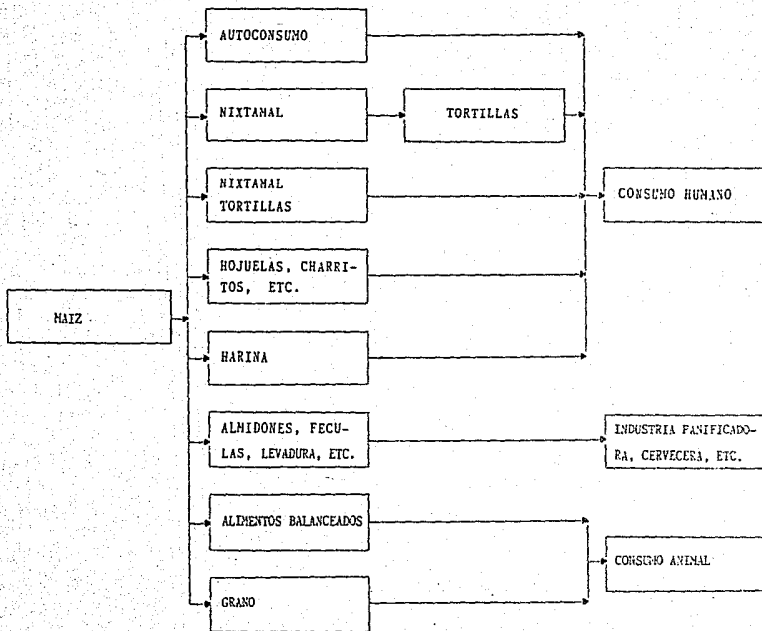 AUTOCONSUMO
NIXTAMAL
TORTILLAS
NIXTAMAL
TORTILLAS
CONSUMO HUMANO
HOJUELAS, CHARRI-
TOS, ETC.
MAIZ
HARINA
ALMIDONES, FECU-
LAS, LEVADURA, ETC.
INDUSTRIA PANIFICADO-
RA, CERVECERA, ETC.
ALIMENTOS BALANCEADOS
CONSUMO ANIMAL
GRANO